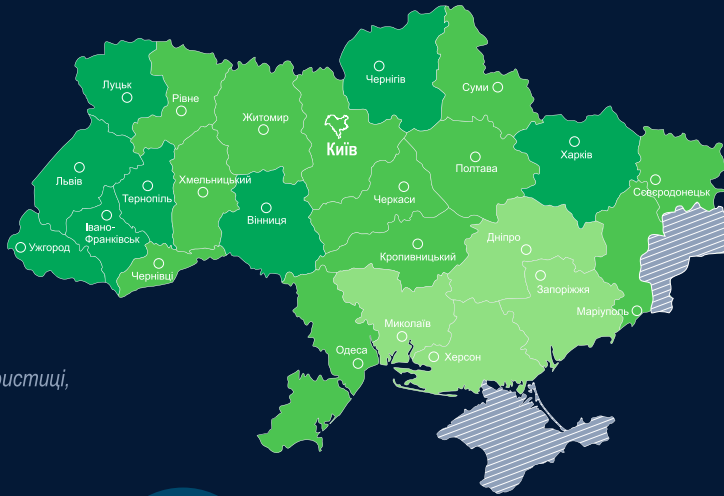 Чернігів
Луцьк
Суми
Рівне
Житомир
Київ
Харків
Полтава
Львів
Хмельницький
Сєвєродонецьк
Тернопіль
Черкаси
Вінниця
Івано-
Франківськ
Ужгород
Дніпро
Кропивницький
Чернівці
Запоріжжя
Маріуполь
Миколаїв
Одеса
Херсон
ристиці,